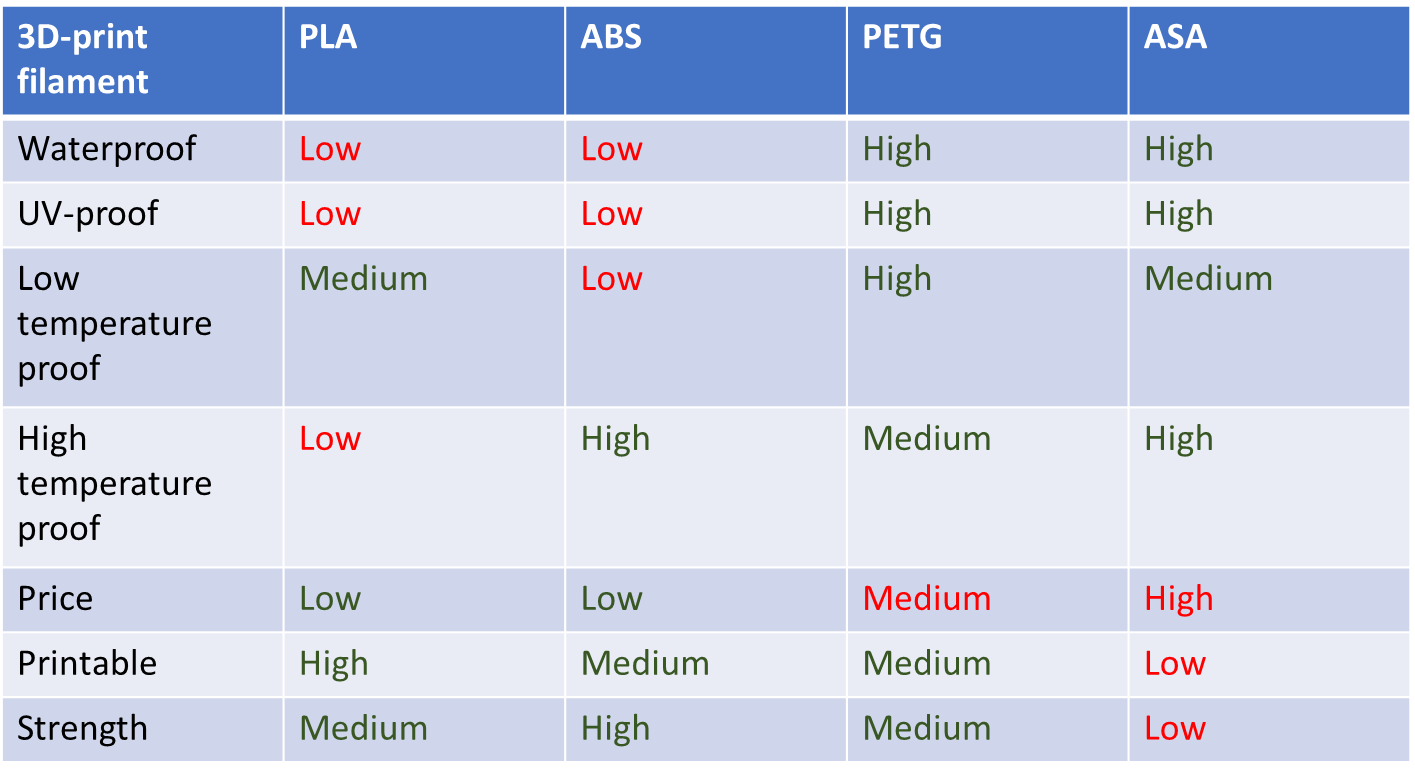 3D-print filament PLA ABS PETG ASA
Waterproof Low Low High High
UV-proof Low Low High High
Low temperature proof Medium Low High Medium
High temperature proof Low High Medium High
Price Low Low Medium High
Printable High Medium Medium Low
Strength Medium High Medium Low